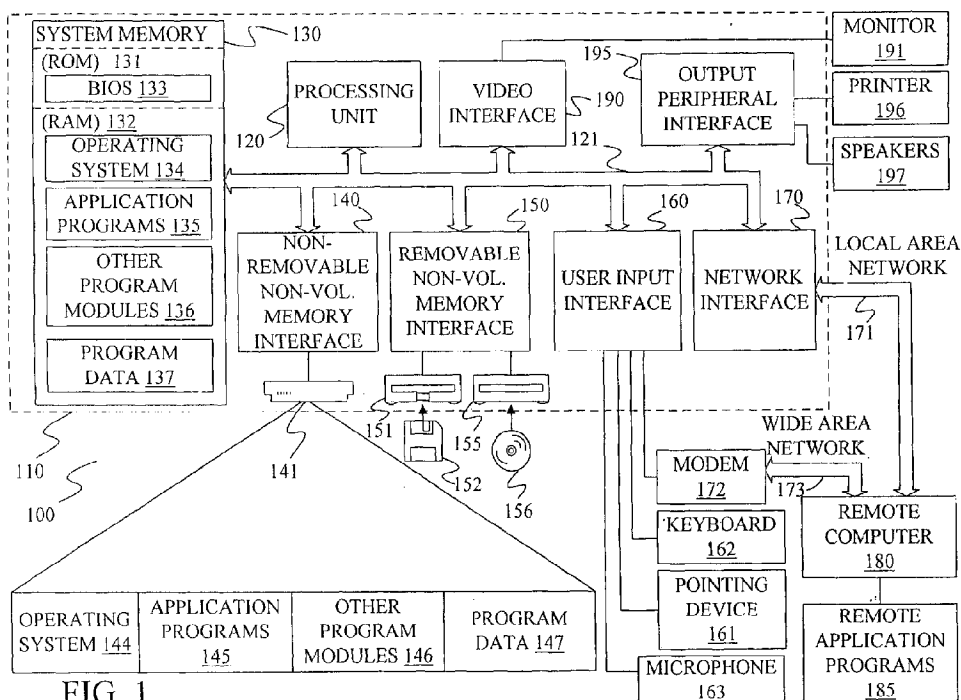 SYSTEM MEMORY
130
(ROM) 131
BIOS 133
(RAM) 132
OPERATING
SYSTEM 134
APPLICATION
PROGRAMS 135
OTHER
PROGRAM
MODULES 136
PROGRAM
DATA 137
PROCESSING
UNIT
120
VIDEO
INTERFACE
190
195
OUTPUT
PERIPHERAL
INTERFACE
121
MONITOR
191
PRINTER
196
SPEAKERS
197
140
NON-
REMOVABLE
NON-VOL.
MEMORY
INTERFACE
150
REMOVABLE
NON-VOL.
MEMORY
INTERFACE
160
USER INPUT
INTERFACE
170
NETWORK
INTERFACE
LOCAL AREA
NETWORK
171
110
100
141
151
152
155
156
WIDE AREA
NETWORK
173
MODEM
172
KEYBOARD
162
POINTING
DEVICE
161
MICROPHONE
163
REMOTE
COMPUTER
180
REMOTE
APPLICATION
PROGRAMS
185
OPERATING
SYSTEM 144
APPLICATION
PROGRAMS
145
OTHER
PROGRAM
MODULES 146
PROGRAM
DATA 147
FIG. 1